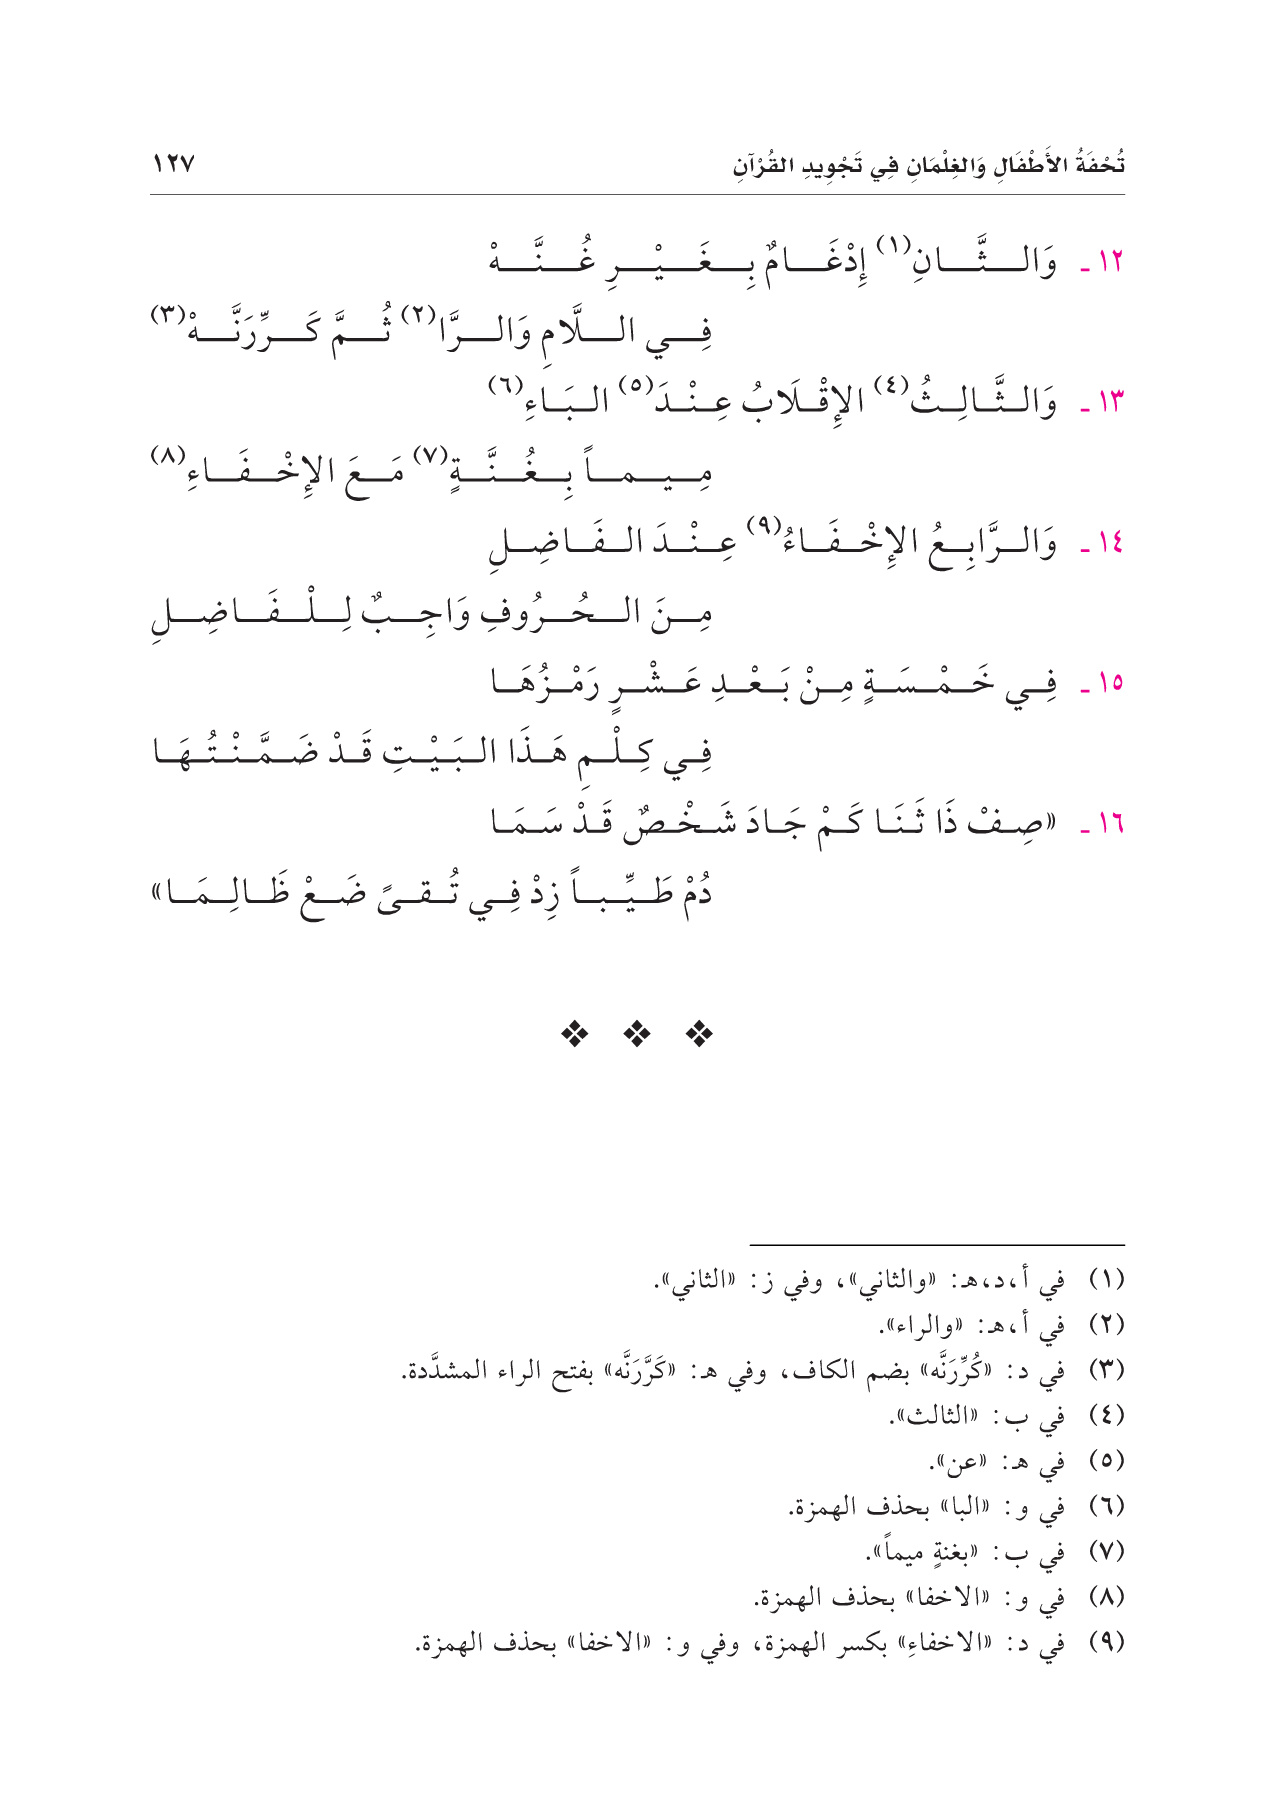 تُحْفَةُ الأَطْفَالِ وَالغِلْمَانِ فِي تَجْوِيدِ القُرْآنِ ١٢٧
١٢ ـ وَالثَّانِ(١) إِدْغَامٌ بِغَيْرِ غُنَّهْ
فِي اللَّامِ وَالرَّا(٢) ثُمَّ كَرِّرَنَّهْ(٣)
١٣ ـ وَالثَّالِثُ(٤) الإِقْلَابُ عِنْدَ(٥) البَاءِ(٦)
مِيماً بِغُنَّةٍ(٧) مَعَ الإِخْفَاءِ(٨)
١٤ ـ وَالرَّابِعُ الإِخْفَاءُ(٩) عِنْدَ الفَاضِلِ
مِنَ الحُرُوفِ وَاجِبٌ لِلْفَاضِلِ
١٥ ـ فِي خَمْسَةٍ مِنْ بَعْدِ عَشْرٍ رَمْزُهَا
فِي كِلْمِ هَذَا البَيْتِ قَدْ ضَمَّنْتُهَا
١٦ ـ «صِفْ ذَا ثَنَا كَمْ جَادَ شَخْصٌ قَدْ سَمَا
دُمْ طَيِّباً زِدْ فِي تُقىً ضَعْ ظَالِمَا»
(١) في أ،د،هـ: «والثاني»، وفي ز: «الثاني».
(٢) في أ،هـ: «والراء».
(٣) في د: «كُرِّرَنَّه» بضم الكاف، وفي هـ: «كَرَّرَنَّه» بفتح الراء المشدَّدة.
(٤) في ب: «الثالث».
(٥) في هـ: «عن».
(٦) في و: «البا» بحذف الهمزة.
(٧) في ب: «بغنةٍ ميماً».
(٨) في و: «الاخفا» بحذف الهمزة.
(٩) في د: «الاخفاءِ» بكسر الهمزة، وفي و: «الاخفا» بحذف الهمزة.